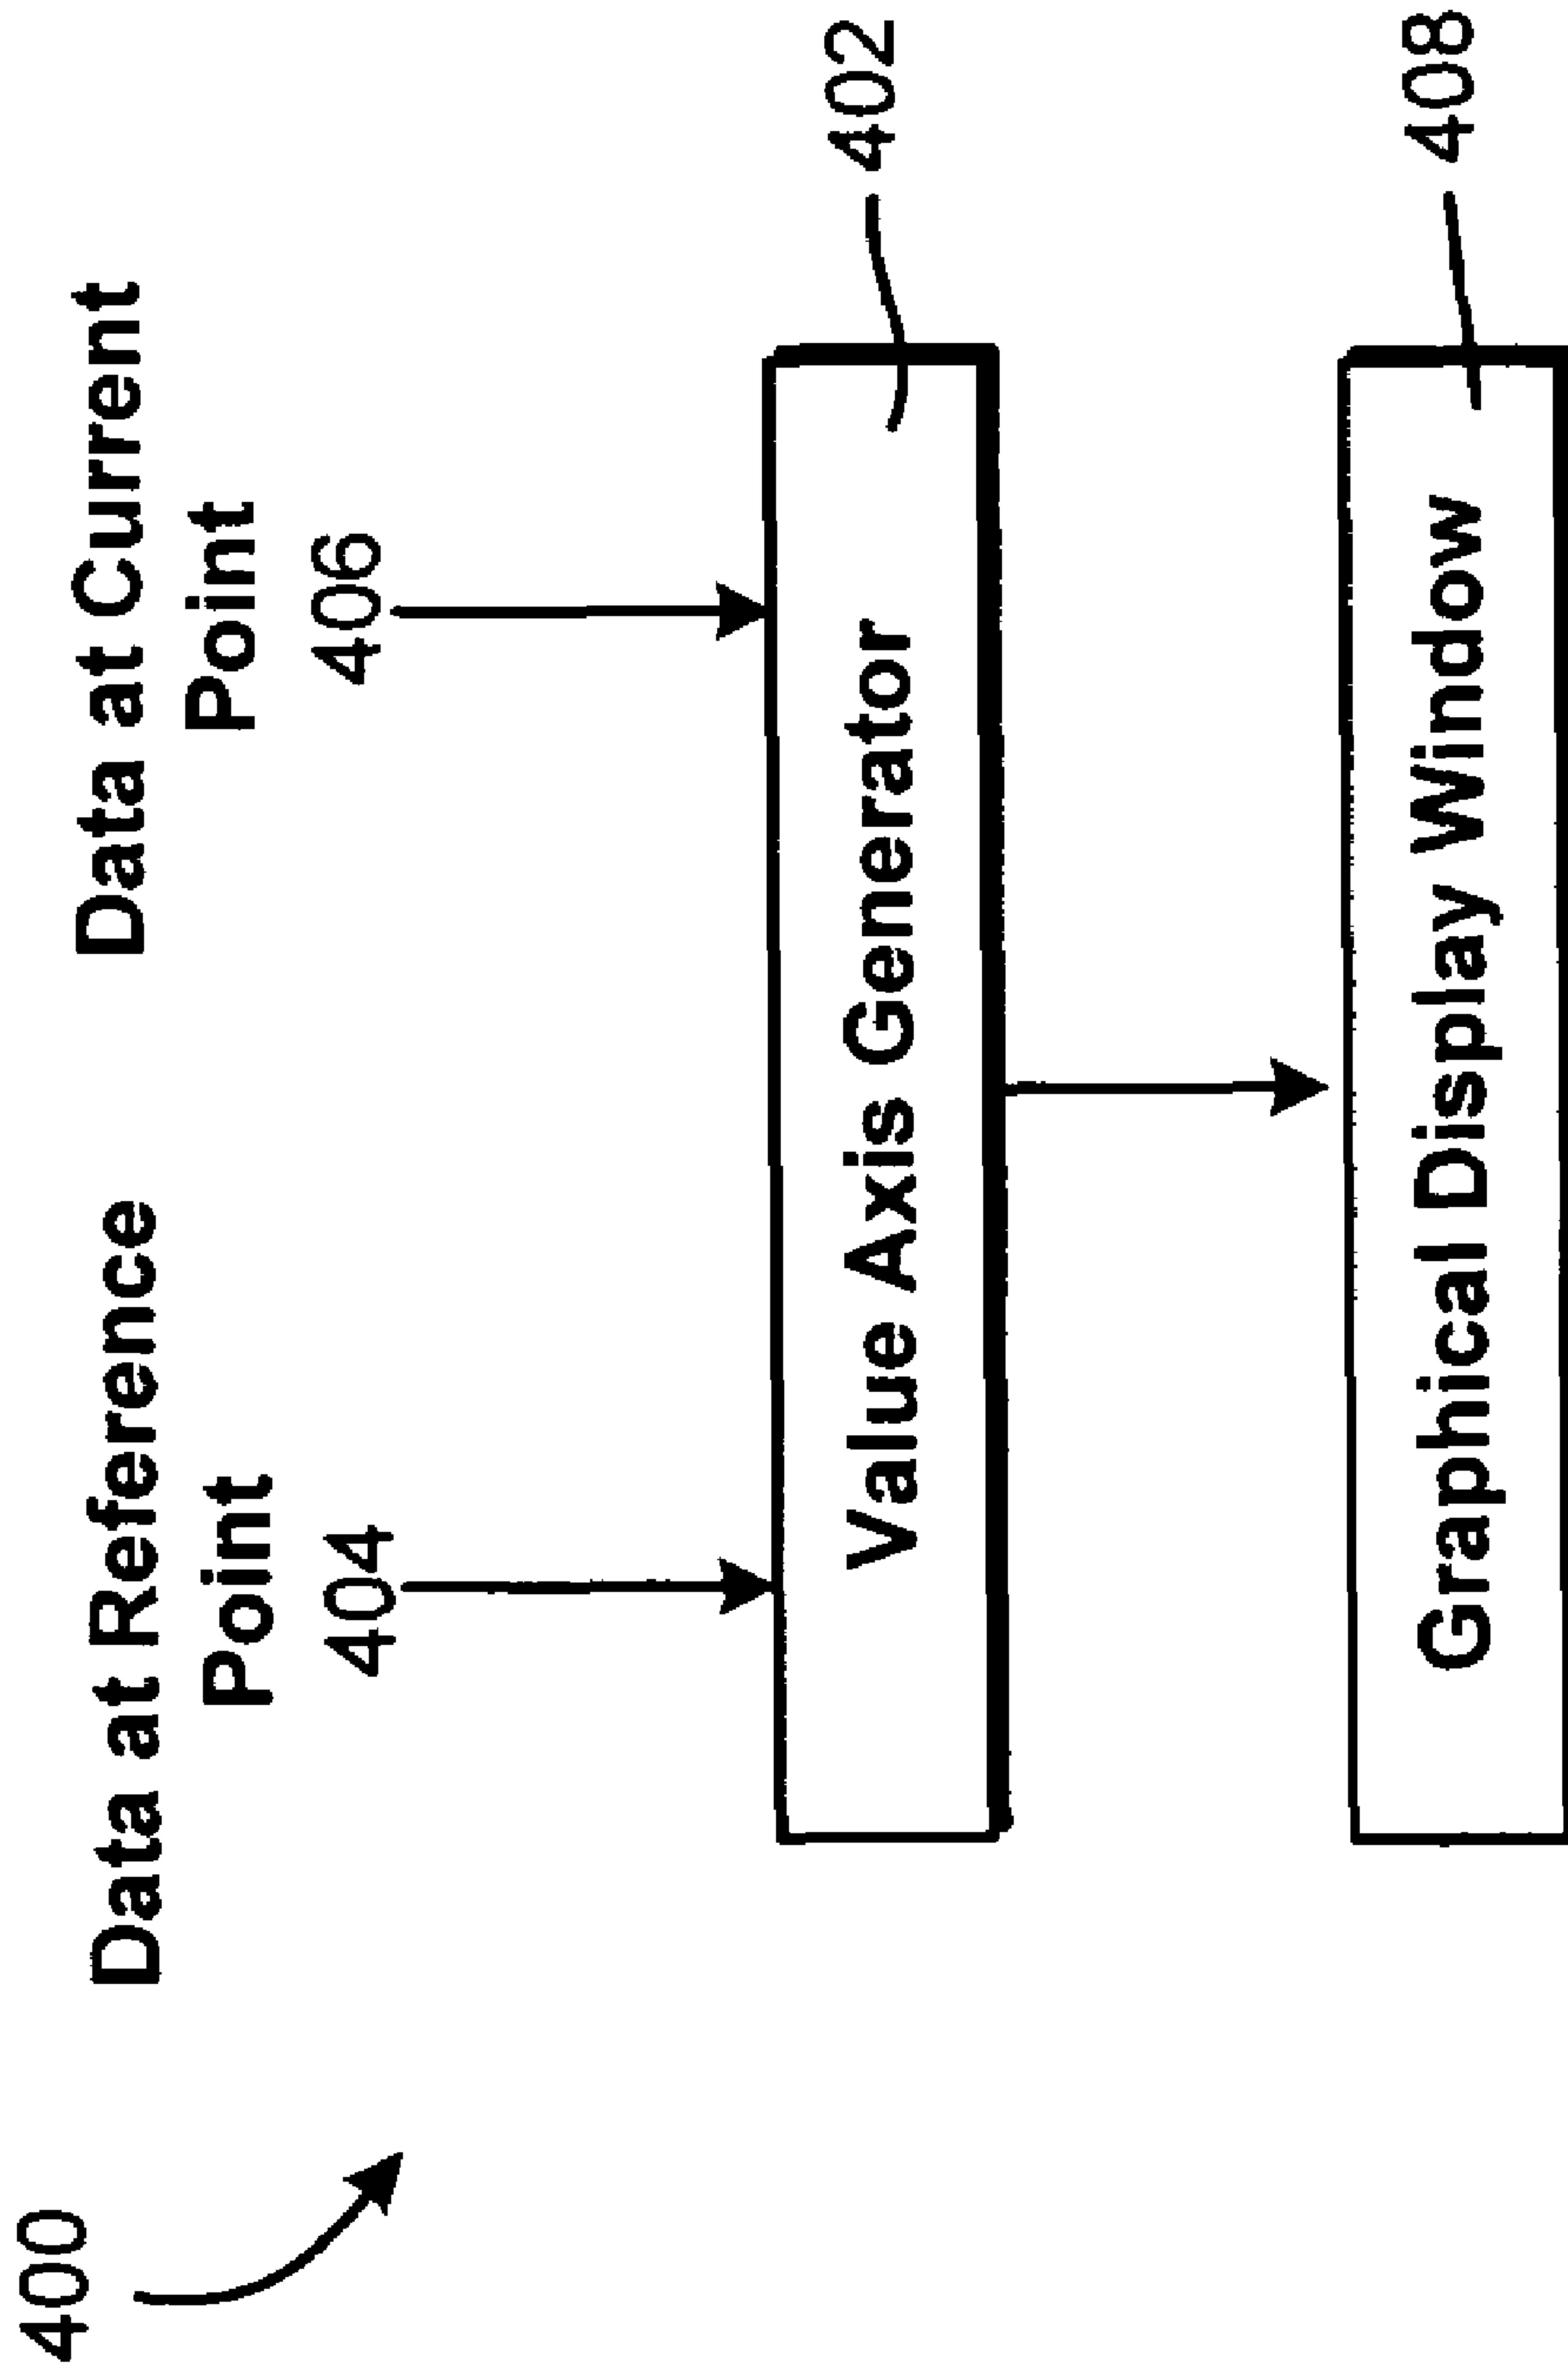 400
Data at Reference
Point
404
Data at Current
Point
406
Value Axis Generator
402
Graphical Display Window
408